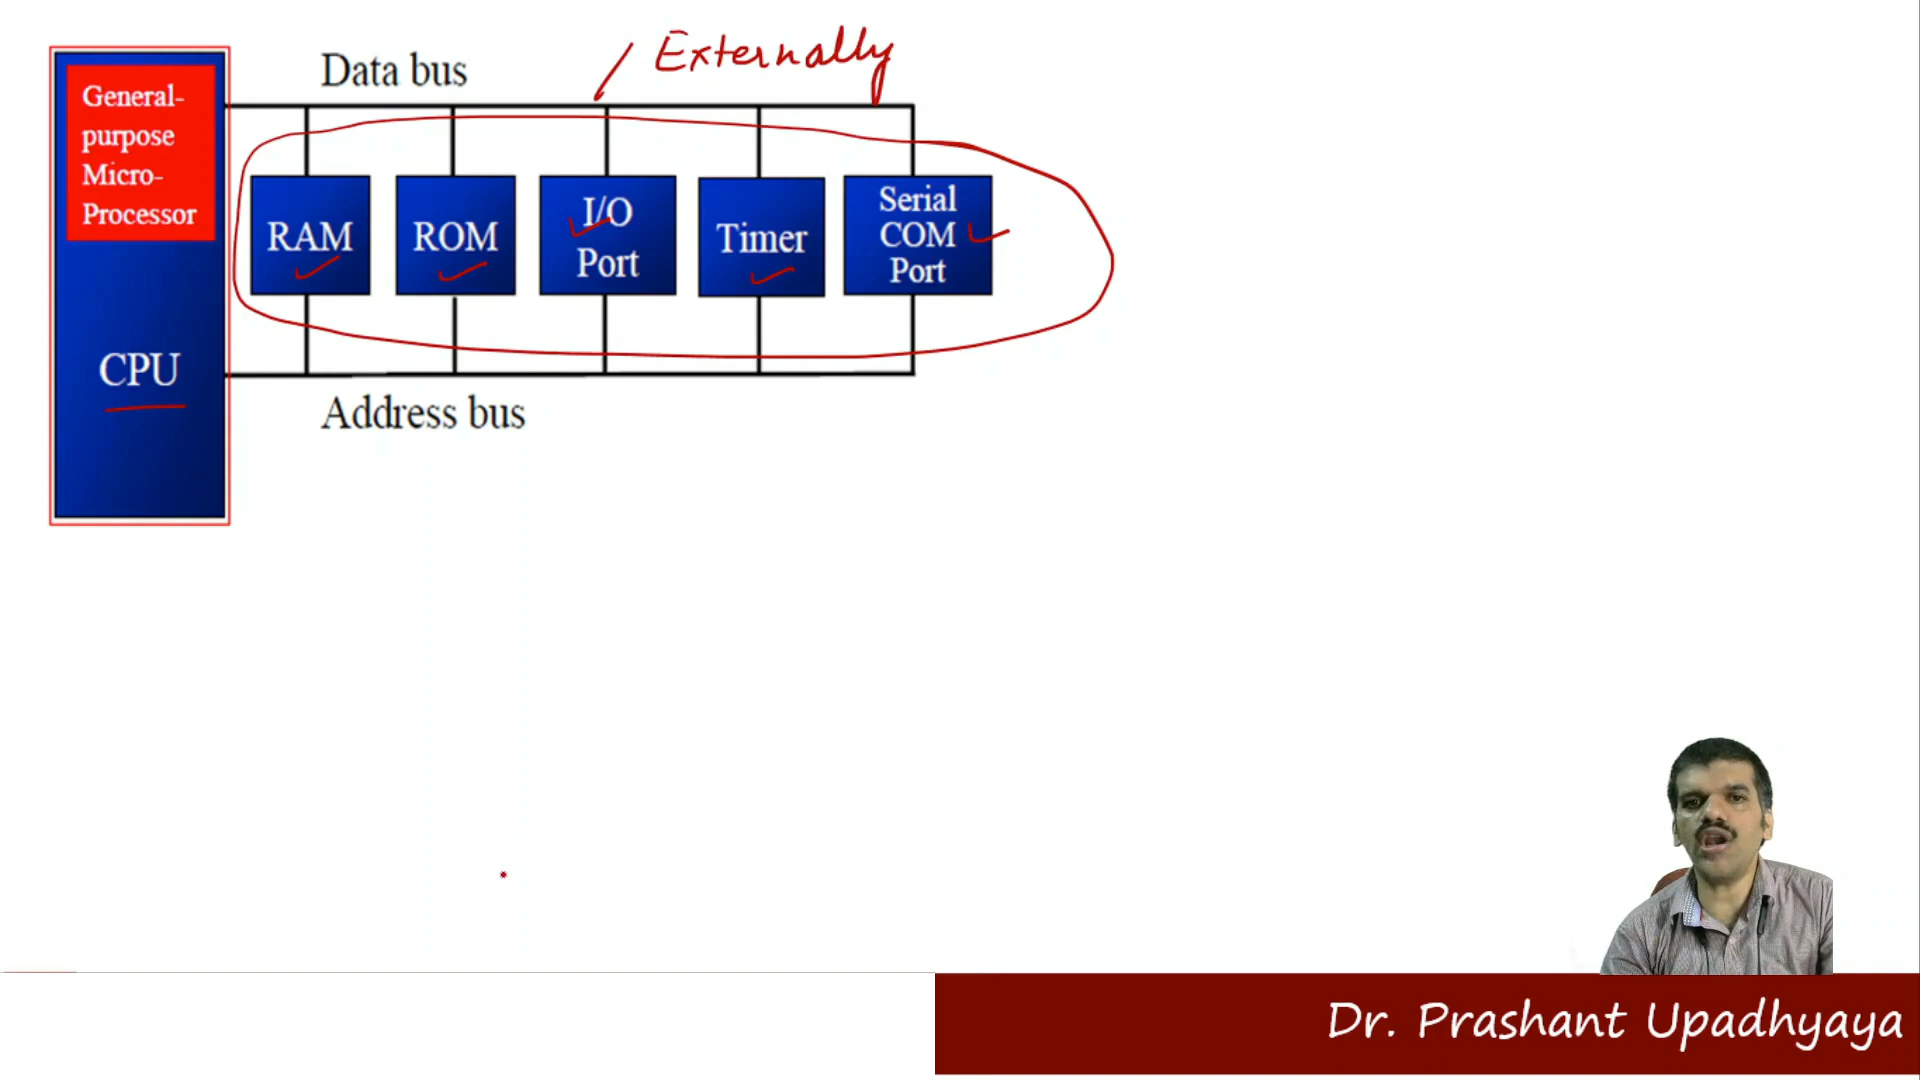 Externally
Data bus
General-
purpose
Micro-
Processor
CPU
RAM
ROM
I/O
Port
Timer
Serial
COM
Port
Address bus
Dr. Prashant Upadhyaya